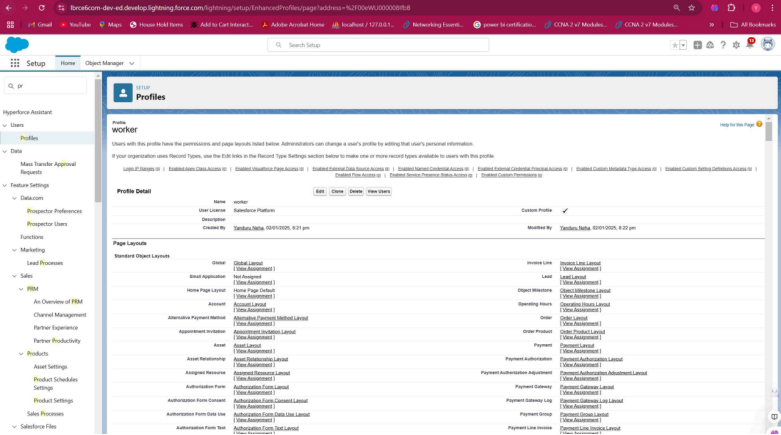 force6com-dev-ed.develop.lightning.force.com/lightning/setup/EnhancedProfiles/page?address=%2F00eWU000006Ifb8
Gmail YouTube Maps House Hold Items Add to Cart Interact... Adobe Acrobat Home localhost / 127.0.0.1... Networking Essenti... power bi certificatio... CCNA 2 v7 Modules... CCNA 2 v7 Modules... » All Bookmarks
Search Setup
Setup Home Object Manager
pr
Hyperforce Assistant
Users
Profiles
Data
Mass Transfer Approval
Requests
Feature Settings
Data.com
Prospector Preferences
Prospector Users
Functions
Marketing
Lead Processes
Sales
PRM
An Overview of PRM
Channel Management
Partner Experience
Partner Productivity
Products
Asset Settings
Product Schedules
Settings
Product Settings
Sales Processes
Salesforce Files
SETUP
Profiles
Profile
worker
Help for this Page
Users with this profile have the permissions and page layouts listed below. Administrators can change a user's profile by editing that user's personal information.
If your organization uses Record Types, use the Edit links in the Record Type Settings section below to make one or more record types available to users with this profile.
Login IP Ranges [0] | Enabled Apex Class Access [0] | Enabled Visualforce Page Access [0] | Enabled External Data Source Access [0] | Enabled Named Credential Access [0] | Enabled External Credential Principal Access [0] | Enabled Custom Metadata Type Access [0] | Enabled Custom Setting Definitions Access [0] |
Enabled Flow Access [0] | Enabled Service Presence Status Access [0] | Enabled Custom Permissions [0]
Profile Detail Edit Clone Delete View Users
Name worker
User License Salesforce Platform Custom Profile ✓
Description
Created By Yanduru Neha, 02/01/2025, 8:21 pm Modified By Yanduru Neha, 02/01/2025, 8:22 pm
Page Layouts
Standard Object Layouts
Global Global Layout Invoice Line Invoice Line Layout
[ View Assignment ] [ View Assignment ]
Email Application Not Assigned Lead Lead Layout
[ View Assignment ] [ View Assignment ]
Home Page Layout Home Page Default Object Milestone Object Milestone Layout
[ View Assignment ] [ View Assignment ]
Account Account Layout Operating Hours Operating Hours Layout
[ View Assignment ] [ View Assignment ]
Alternative Payment Method Alternative Payment Method Layout Order Order Layout
[ View Assignment ] [ View Assignment ]
Appointment Invitation Appointment Invitation Layout Order Product Order Product Layout
[ View Assignment ] [ View Assignment ]
Asset Asset Layout Payment Payment Layout
[ View Assignment ] [ View Assignment ]
Asset Relationship Asset Relationship Layout Payment Authorization Payment Authorization Layout
[ View Assignment ] [ View Assignment ]
Assigned Resource Assigned Resource Layout Payment Authorization Adjustment Payment Authorization Adjustment Layout
[ View Assignment ] [ View Assignment ]
Authorization Form Authorization Form Layout Payment Gateway Payment Gateway Layout
[ View Assignment ] [ View Assignment ]
Authorization Form Consent Authorization Form Consent Layout Payment Gateway Log Payment Gateway Log Layout
[ View Assignment ] [ View Assignment ]
Authorization Form Data Use Authorization Form Data Use Layout Payment Group Payment Group Layout
[ View Assignment ] [ View Assignment ]
Authorization Form Text Authorization Form Text Layout Payment Line Invoice Payment Line Invoice Layout